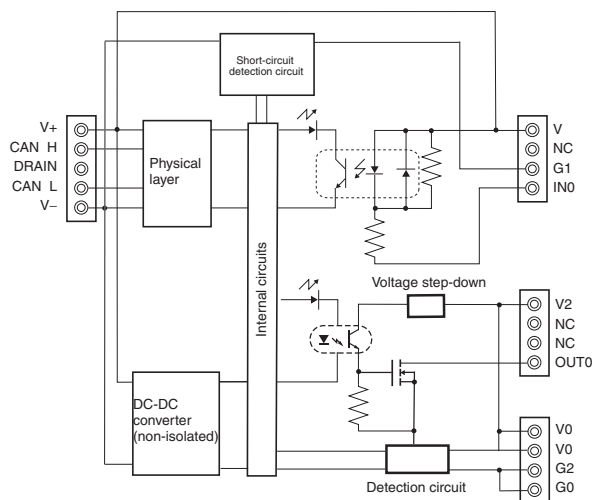 Short-circuit
detection circuit
V+
CAN H
DRAIN
CAN L
V−
Physical
layer
V
NC
G1
IN0
Internal circuits
Voltage step-down
V2
NC
NC
OUT0
DC-DC
converter
(non-isolated)
V0
V0
G2
G0
Detection circuit